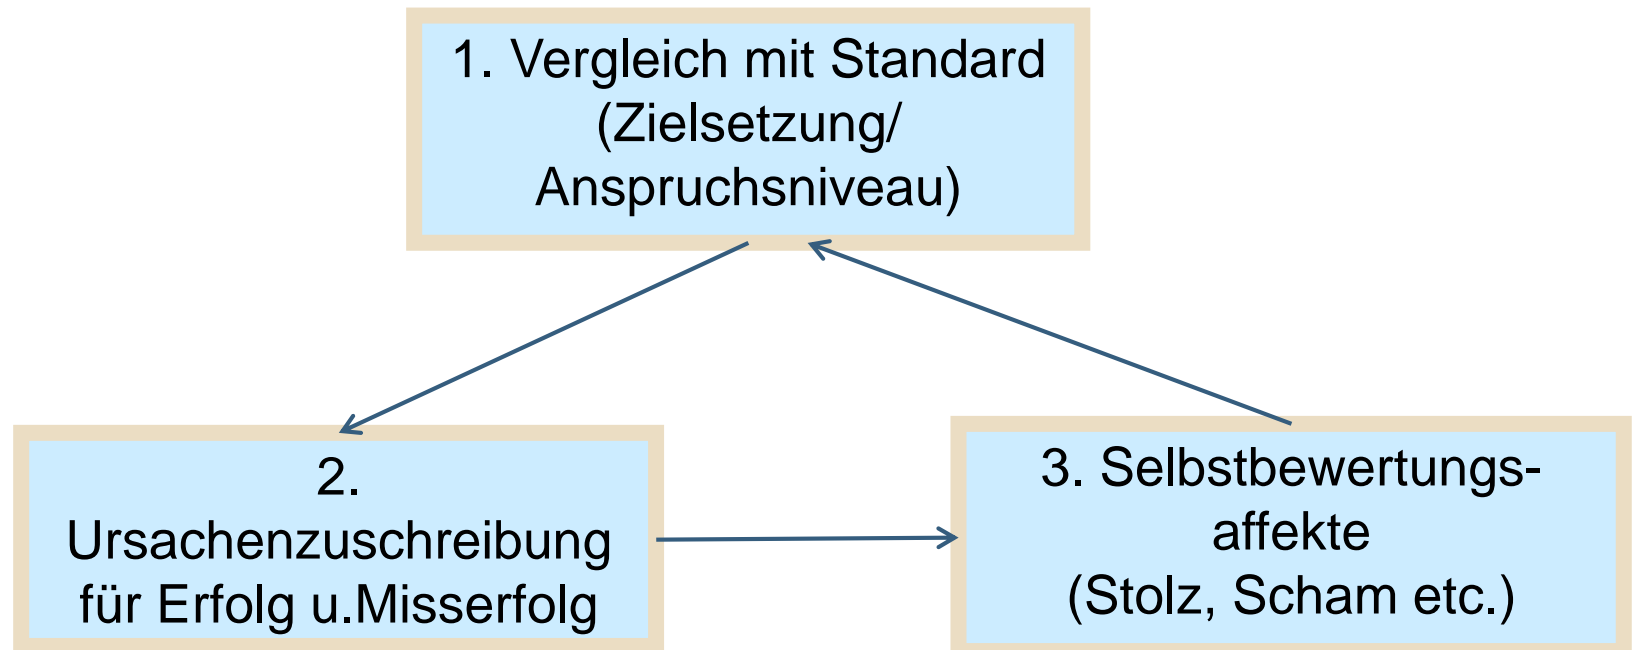 1. Vergleich mit Standard
(Zielsetzung/
Anspruchsniveau)
2.
Ursachenzuschreibung
für Erfolg u.Misserfolg
3. Selbstbewertungs-
affekte
(Stolz, Scham etc.)